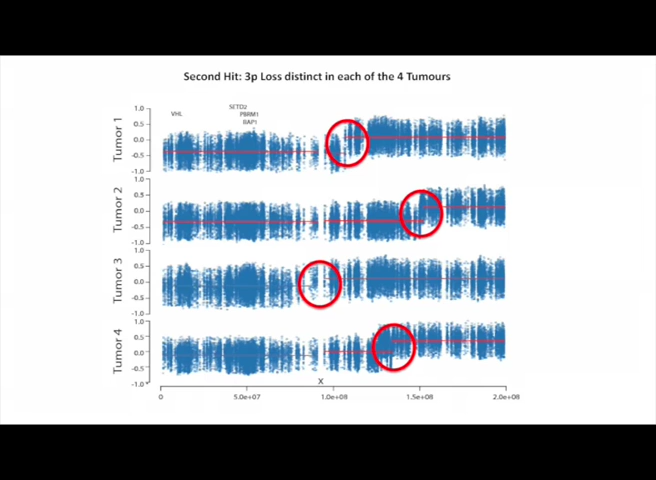 Second Hit: 3p Loss distinct in each of the 4 Tumours
VHL
SETD2
PBRM1
BAP1
Tumor 1
1.0
0.5
0.0
-0.5
-1.0
Tumor 2
1.0
0.5
0.0
-0.5
-1.0
Tumor 3
1.0
0.5
0.0
-0.5
-1.0
Tumor 4
1.0
0.5
0.0
-0.5
-1.0
X
0 5.0e+07 1.0e+08 1.5e+08 2.0e+08